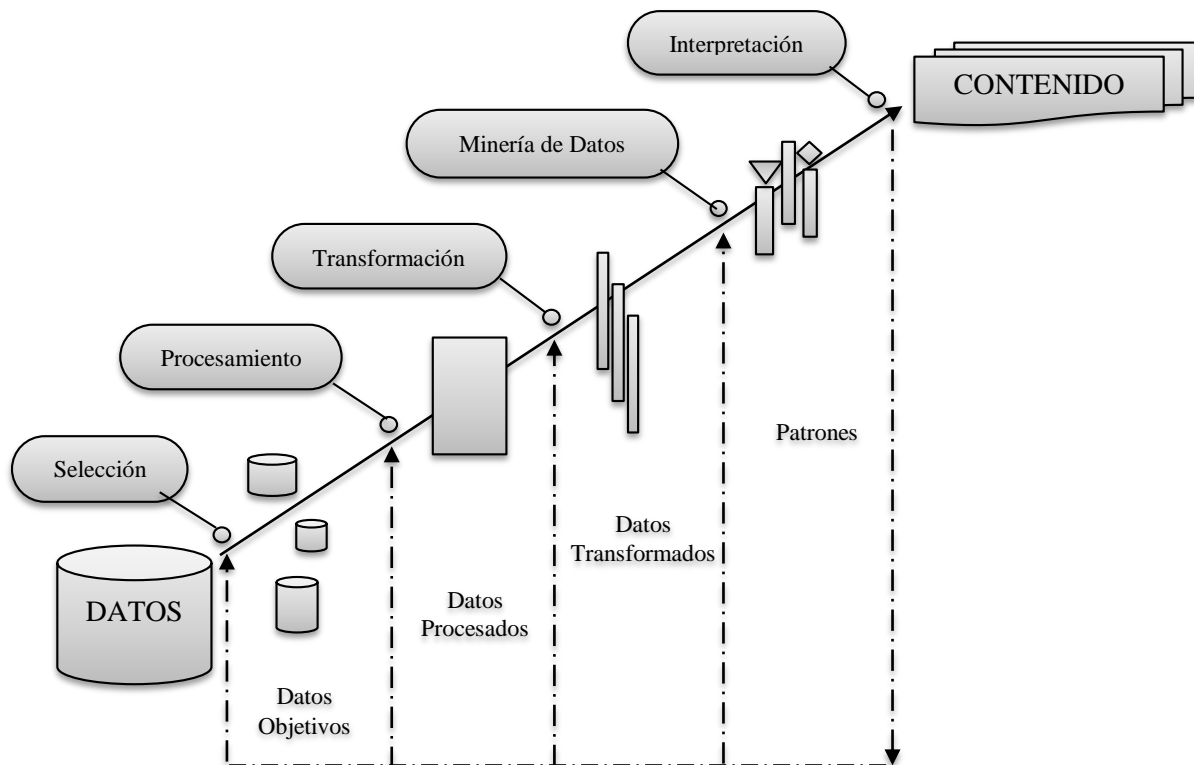 Interpretación
CONTENIDO
Minería de Datos
Transformación
Procesamiento
Patrones
Selección
Datos
Transformados
DATOS
Datos
Procesados
Datos
Objetivos